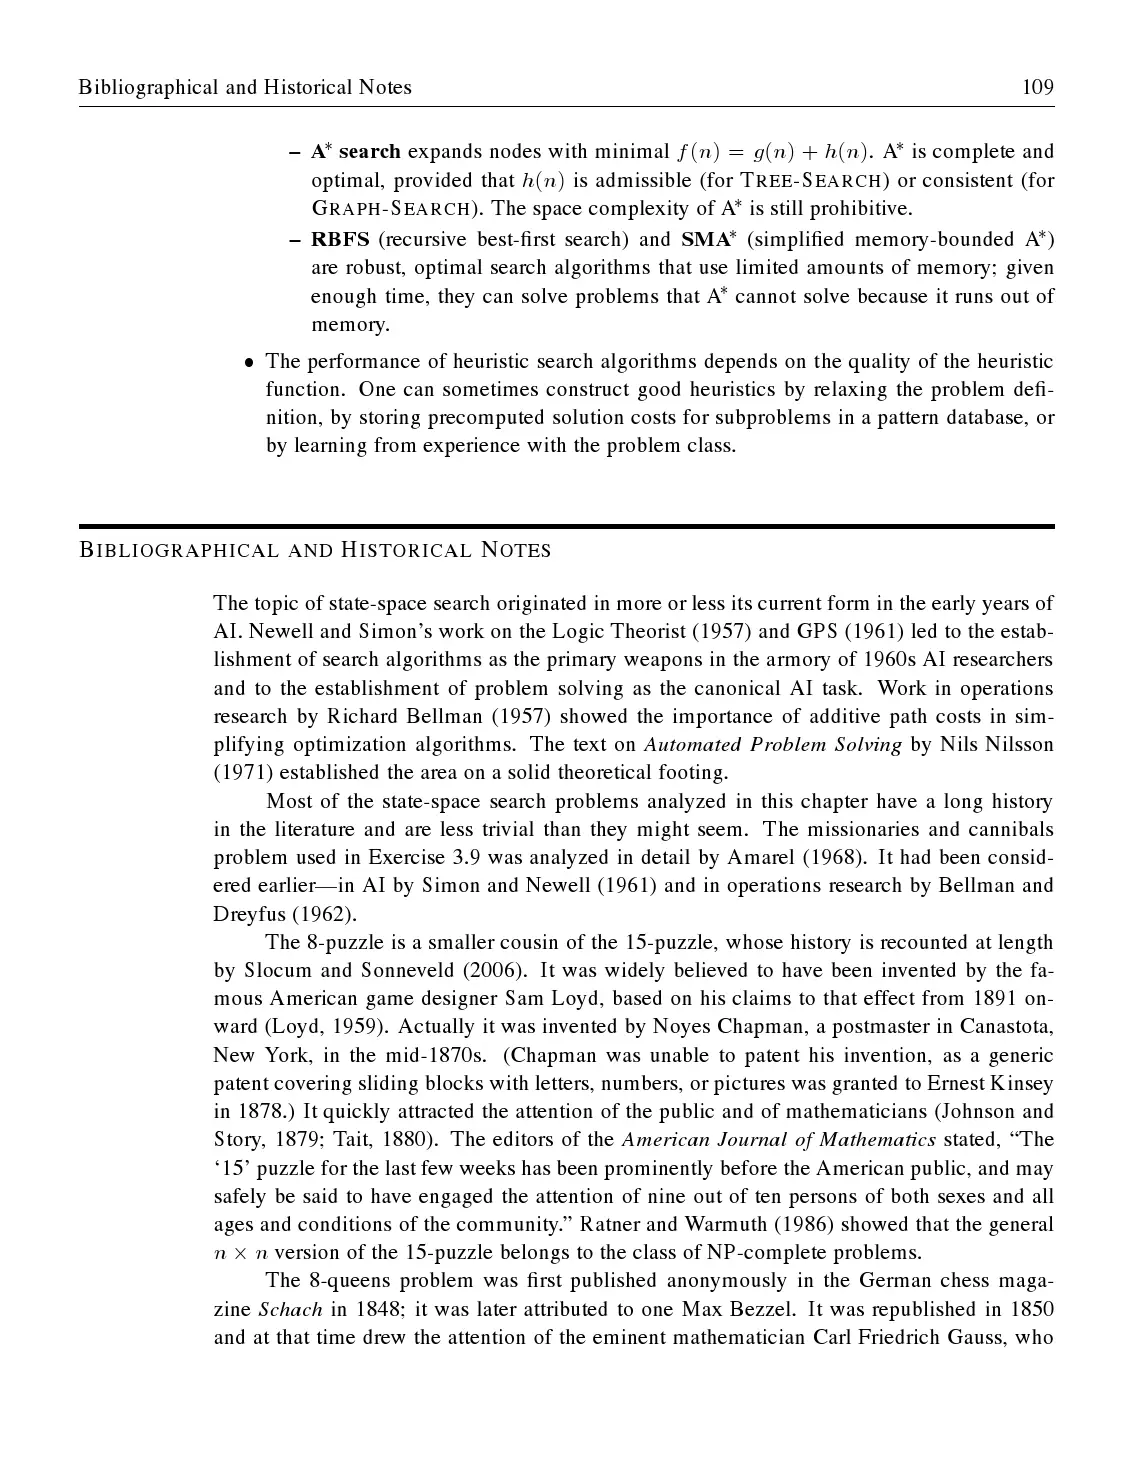 Bibliographical and Historical Notes 109
– A* search expands nodes with minimal f(n) = g(n) + h(n). A* is complete and
optimal, provided that h(n) is admissible (for TREE-SEARCH) or consistent (for
GRAPH-SEARCH). The space complexity of A* is still prohibitive.
– RBFS (recursive best-first search) and SMA* (simplified memory-bounded A*)
are robust, optimal search algorithms that use limited amounts of memory; given
enough time, they can solve problems that A* cannot solve because it runs out of
memory.
• The performance of heuristic search algorithms depends on the quality of the heuristic
function. One can sometimes construct good heuristics by relaxing the problem defi-
nition, by storing precomputed solution costs for subproblems in a pattern database, or
by learning from experience with the problem class.
BIBLIOGRAPHICAL AND HISTORICAL NOTES
The topic of state-space search originated in more or less its current form in the early years of
AI. Newell and Simon's work on the Logic Theorist (1957) and GPS (1961) led to the estab-
lishment of search algorithms as the primary weapons in the armory of 1960s AI researchers
and to the establishment of problem solving as the canonical AI task. Work in operations
research by Richard Bellman (1957) showed the importance of additive path costs in sim-
plifying optimization algorithms. The text on Automated Problem Solving by Nils Nilsson
(1971) established the area on a solid theoretical footing.
Most of the state-space search problems analyzed in this chapter have a long history
in the literature and are less trivial than they might seem. The missionaries and cannibals
problem used in Exercise 3.9 was analyzed in detail by Amarel (1968). It had been consid-
ered earlier—in AI by Simon and Newell (1961) and in operations research by Bellman and
Dreyfus (1962).
The 8-puzzle is a smaller cousin of the 15-puzzle, whose history is recounted at length
by Slocum and Sonneveld (2006). It was widely believed to have been invented by the fa-
mous American game designer Sam Loyd, based on his claims to that effect from 1891 on-
ward (Loyd, 1959). Actually it was invented by Noyes Chapman, a postmaster in Canastota,
New York, in the mid-1870s. (Chapman was unable to patent his invention, as a generic
patent covering sliding blocks with letters, numbers, or pictures was granted to Ernest Kinsey
in 1878.) It quickly attracted the attention of the public and of mathematicians (Johnson and
Story, 1879; Tait, 1880). The editors of the American Journal of Mathematics stated, “The
‘15’ puzzle for the last few weeks has been prominently before the American public, and may
safely be said to have engaged the attention of nine out of ten persons of both sexes and all
ages and conditions of the community.” Ratner and Warmuth (1986) showed that the general
n × n version of the 15-puzzle belongs to the class of NP-complete problems.
The 8-queens problem was first published anonymously in the German chess maga-
zine Schach in 1848; it was later attributed to one Max Bezzel. It was republished in 1850
and at that time drew the attention of the eminent mathematician Carl Friedrich Gauss, who